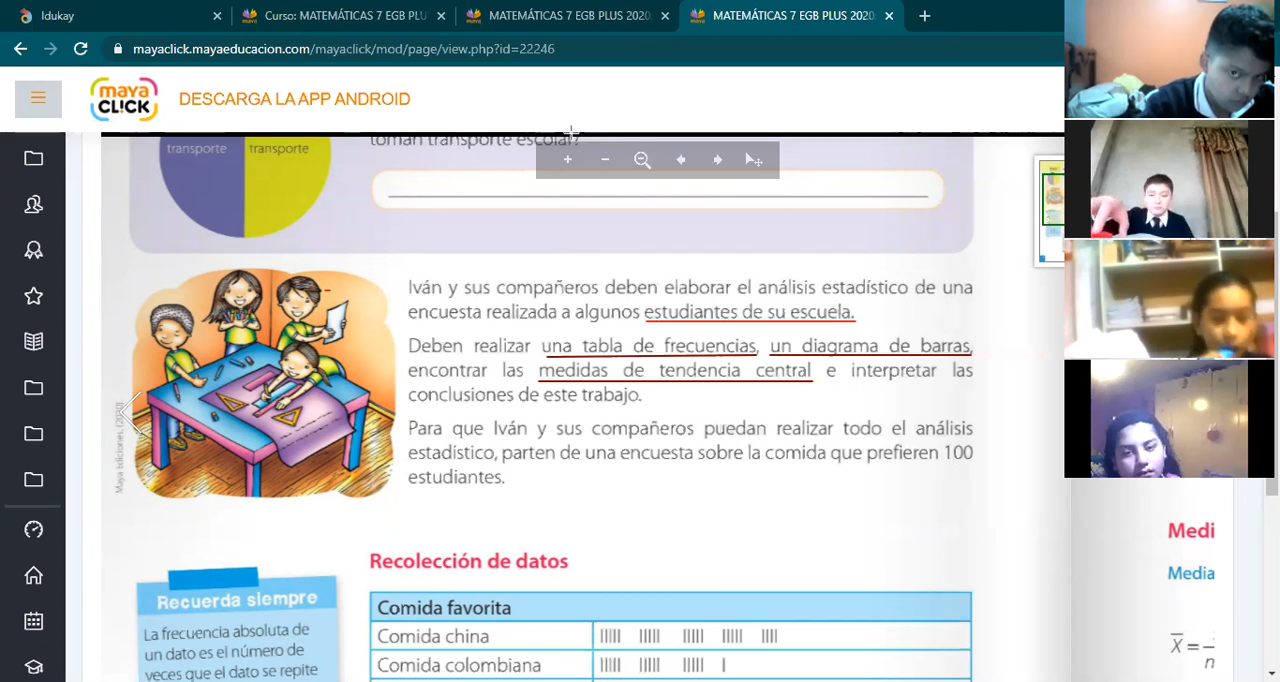 Idukay
Curso: MATEMÁTICAS 7 EGB PLU
MATEMÁTICAS 7 EGB PLUS 2020
MATEMÁTICAS 7 EGB PLUS 2020
mayaclick.mayaeducacion.com/mayaclick/mod/page/view.php?id=22246
maya CLICK
DESCARGA LA APP ANDROID
toman transporte escolar?
transporte
transporte
Iván y sus compañeros deben elaborar el análisis estadístico de una
encuesta realizada a algunos estudiantes de su escuela.
Deben realizar una tabla de frecuencias, un diagrama de barras,
encontrar las medidas de tendencia central e interpretar las
conclusiones de este trabajo.
Para que Iván y sus compañeros puedan realizar todo el análisis
estadístico, parten de una encuesta sobre la comida que prefieren 100
estudiantes.
Maya Ediciones, (2020)
Recolección de datos
Recuerda siempre
La frecuencia absoluta de
un dato es el número de
veces que el dato se repite
Comida favorita
Comida china
Comida colombiana
Medi
Media
X =
n